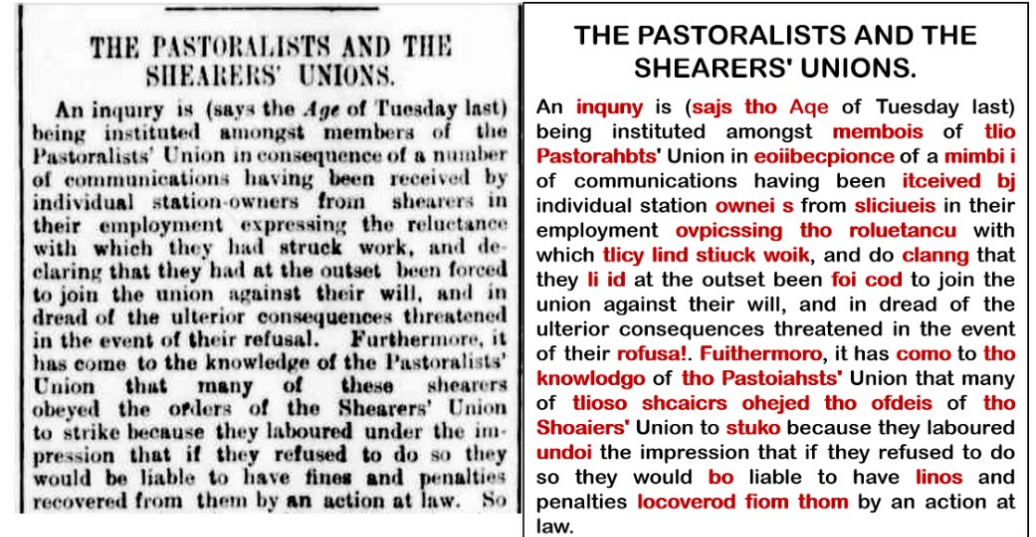 THE PASTORALISTS AND THE
SHEARERS' UNIONS.
An inquiry is (says the Age of Tuesday last)
being instituted amongst members of the
Pastoralists' Union in consequence of a number
of communications having been received by
individual station-owners from shearers in
their employment expressing the reluctance
with which they had struck work, and de-
claring that they had at the outset been forced
to join the union against their will, and in
dread of the ulterior consequences threatened
in the event of their refusal. Furthermore, it
has come to the knowledge of the Pastoralists'
Union that many of these shearers
obeyed the orders of the Shearers' Union
to strike because they laboured under the im-
pression that if they refused to do so they
would be liable to have fines and penalties
recovered from them by an action at law. So
THE PASTORALISTS AND THE
SHEARERS' UNIONS.
An inquny is (sajs tho Aqe of Tuesday last)
being instituted amongst membois of tlio
Pastorahbts' Union in eoiibecpionce of a mimbi i
of communications having been itceived bj
individual station ownei s from sliciueis in their
employment ovpicssing tho roluetancu with
which tlicy lind stiuck woik, and do clanng that
they li id at the outset been foi cod to join the
union against their will, and in dread of the
ulterior consequences threatened in the event
of their rofusa!. Fuithermoro, it has como to tho
knowlodgo of tho Pastoiahsts' Union that many
of tlioso shcaicrs ohejed tho ofdeis of tho
Shoaiers' Union to stuko because they laboured
undoi the impression that if they refused to do
so they would bo liable to have linos and
penalties locoverod fiom thom by an action at
law.